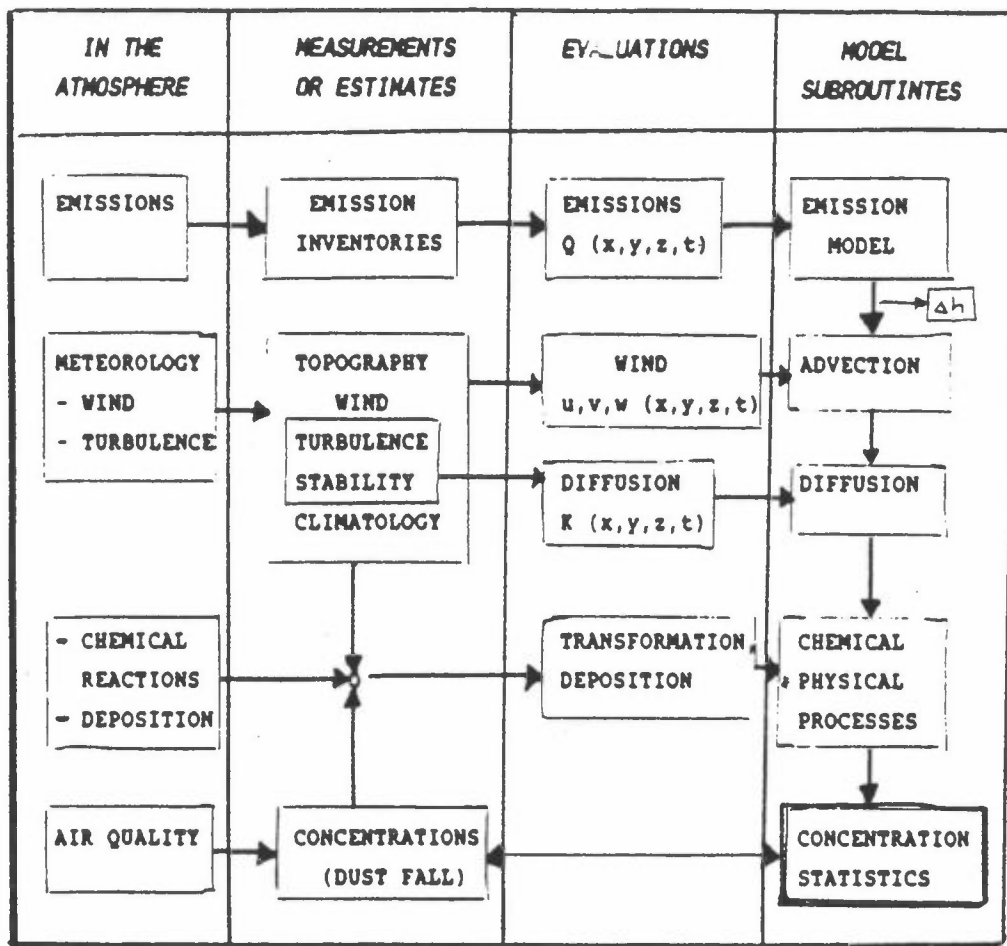 IN THE
ATMOSPHERE
MEASUREMENTS
OR ESTIMATES
EVALUATIONS
MODEL
SUBROUTINTES
EMISSIONS
EMISSION
INVENTORIES
EMISSIONS
Q (x,y,z,t)
EMISSION
MODEL
Δh
METEOROLOGY
- WIND
- TURBULENCE
TOPOGRAPHY
WIND
TURBULENCE
STABILITY
CLIMATOLOGY
WIND
u,v,w (x,y,z,t)
ADVECTION
DIFFUSION
K (x,y,z,t)
DIFFUSION
- CHEMICAL
REACTIONS
- DEPOSITION
TRANSFORMATION
DEPOSITION
CHEMICAL
* PHYSICAL
PROCESSES
AIR QUALITY
CONCENTRATIONS
(DUST FALL)
CONCENTRATION
STATISTICS